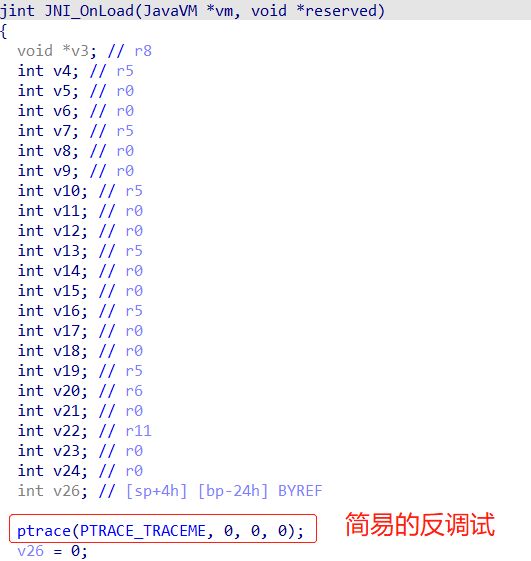 jint JNI_OnLoad(JavaVM *vm, void *reserved)
{
void *v3; // r8
int v4; // r5
int v5; // r0
int v6; // r0
int v7; // r5
int v8; // r0
int v9; // r0
int v10; // r5
int v11; // r0
int v12; // r0
int v13; // r5
int v14; // r0
int v15; // r0
int v16; // r5
int v17; // r0
int v18; // r0
int v19; // r5
int v20; // r6
int v21; // r0
int v22; // r11
int v23; // r0
int v24; // r0
int v26; // [sp+4h] [bp-24h] BYREF
ptrace(PTRACE_TRACEME, 0, 0, 0); 简易的反调试
v26 = 0;